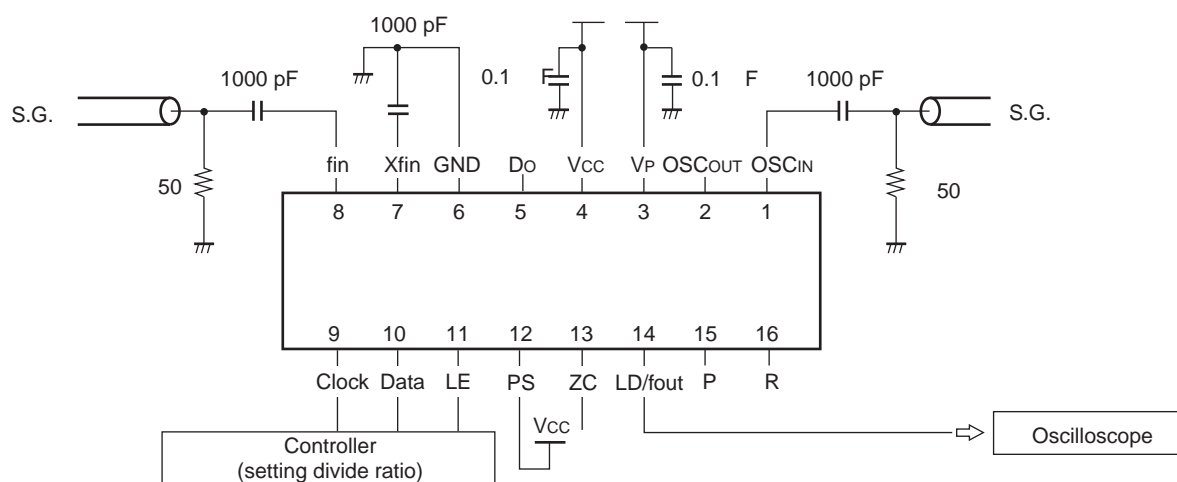 1000 pF
1000 pF
0.1 F
0.1 F
1000 pF
S.G.
S.G.
50
50
fin Xfin GND DO VCC VP OSCOUT OSCIN
8 7 6 5 4 3 2 1
9 10 11 12 13 14 15 16
Clock Data LE PS ZC LD/fout P R
VCC
Controller
(setting divide ratio)
Oscilloscope